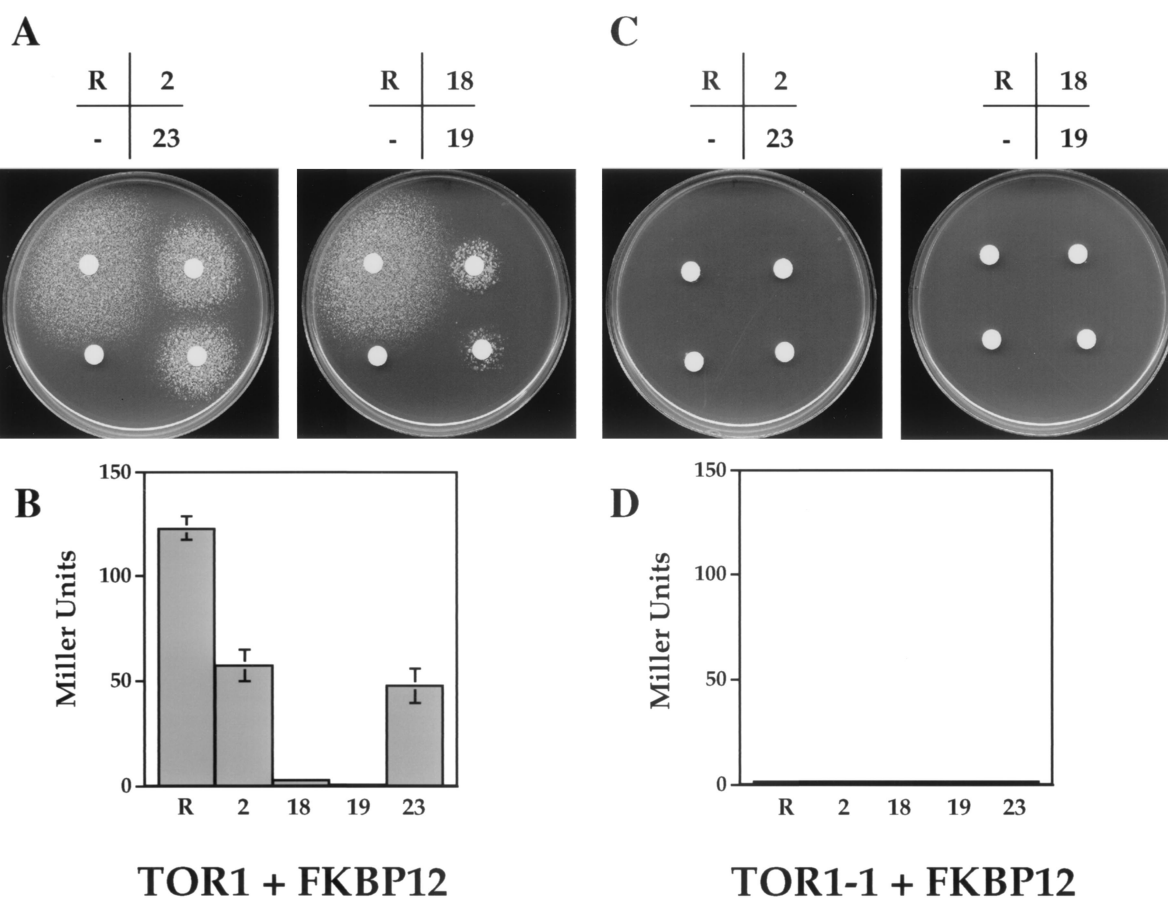 A
C
R 2
- 23
R 18
- 19
R 2
- 23
R 18
- 19
B
Miller Units
150
100
50
0
R 2 18 19 23
TOR1 + FKBP12
D
Miller Units
150
100
50
0
R 2 18 19 23
TOR1-1 + FKBP12